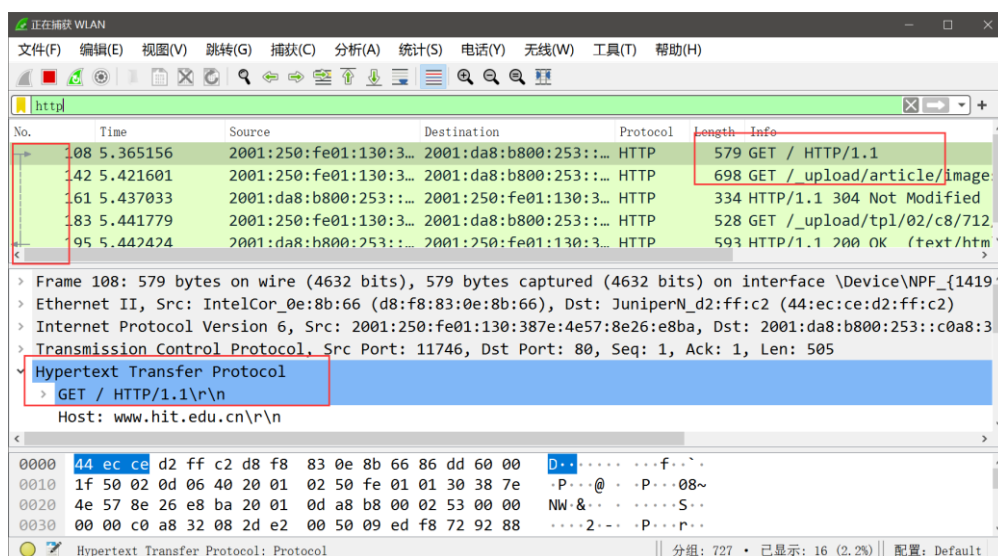 正在捕获 WLAN
文件(F) 编辑(E) 视图(V) 跳转(G) 捕获(C) 分析(A) 统计(S) 电话(Y) 无线(W) 工具(T) 帮助(H)
http
No. Time Source Destination Protocol Length Info
108 5.365156 2001:250:fe01:130:3… 2001:da8:b800:253::… HTTP 579 GET / HTTP/1.1
142 5.421601 2001:250:fe01:130:3… 2001:da8:b800:253::… HTTP 698 GET /_upload/article/image
161 5.437033 2001:da8:b800:253::… 2001:250:fe01:130:3… HTTP 334 HTTP/1.1 304 Not Modified
183 5.441779 2001:250:fe01:130:3… 2001:da8:b800:253::… HTTP 528 GET /_upload/tpl/02/c8/712
195 5.442424 2001:da8:b800:253::… 2001:250:fe01:130:3… HTTP 593 HTTP/1.1 200 OK (text/htm
Frame 108: 579 bytes on wire (4632 bits), 579 bytes captured (4632 bits) on interface \Device\NPF_{1419
Ethernet II, Src: IntelCor_0e:8b:66 (d8:f8:83:0e:8b:66), Dst: JuniperN_d2:ff:c2 (44:ec:ce:d2:ff:c2)
Internet Protocol Version 6, Src: 2001:250:fe01:130:387e:4e57:8e26:e8ba, Dst: 2001:da8:b800:253::c0a8:3
Transmission Control Protocol, Src Port: 11746, Dst Port: 80, Seq: 1, Ack: 1, Len: 505
Hypertext Transfer Protocol
GET / HTTP/1.1\r\n
Host: www.hit.edu.cn\r\n
0000 44 ec ce d2 ff c2 d8 f8 83 0e 8b 66 86 dd 60 00 D·······  ···f··`·
0010 1f 50 02 0d 06 40 20 01 02 50 fe 01 01 30 38 7e ·P···@ · ·P···08~
0020 4e 57 8e 26 e8 ba 20 01 0d a8 b8 00 02 53 00 00 NW·&·· · ·····S··
0030 00 00 c0 a8 32 08 2d e2 00 50 09 ed f8 72 92 88 ····2·-· ·P···r··
Hypertext Transfer Protocol: Protocol 分组: 727 · 已显示: 16 (2.2%) 配置: Default